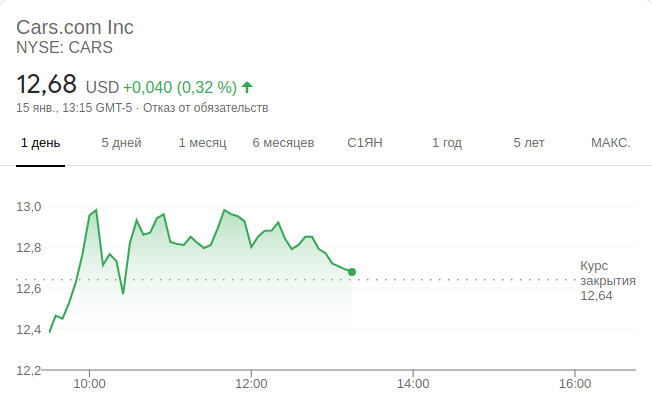 Cars.com Inc
NYSE: CARS
12,68 USD +0,040 (0,32 %)
15 янв., 13:15 GMT-5 · Отказ от обязательств
1 день 5 дней 1 месяц 6 месяцев С1ЯН 1 год 5 лет МАКС.
13,0
12,8
Курс
закрытия
12,64
12,6
12,4
12,2
10:00 12:00 14:00 16:00